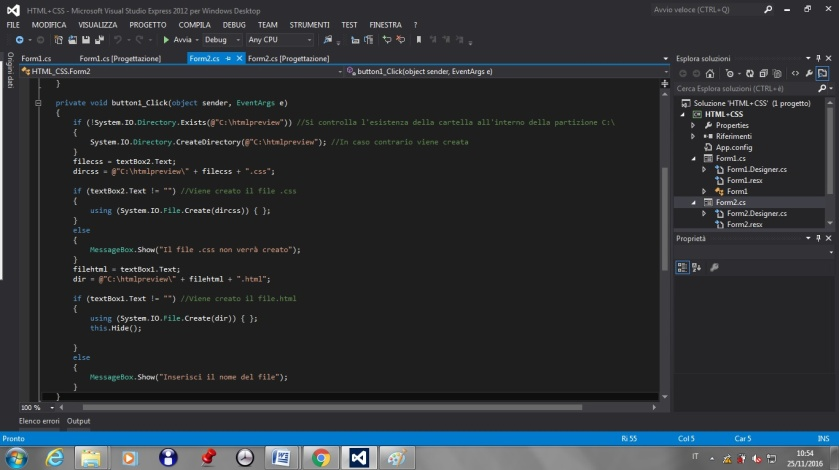 HTML+CSS - Microsoft Visual Studio Express 2012 per Windows Desktop
Avvio veloce (CTRL+Q)
FILE MODIFICA VISUALIZZA PROGETTO COMPILA DEBUG TEAM STRUMENTI TEST FINESTRA ?
Avvia Debug Any CPU
Origini dati
Form1.cs Form1.cs [Progettazione] Form2.cs Form2.cs [Progettazione]
HTML_CSS.Form2 button1_Click(object sender, EventArgs e)
}
private void button1_Click(object sender, EventArgs e)
{
if (!System.IO.Directory.Exists(@"C:\htmlpreview")) //Si controlla l'esistenza della cartella all'interno della partizione C:\
{
System.IO.Directory.CreateDirectory(@"C:\htmlpreview"); //In caso contrario viene creata
}
filecss = textBox2.Text;
dircss = @"C:\htmlpreview\" + filecss + ".css";
if (textBox2.Text != "") //Viene creato il file .css
{
using (System.IO.File.Create(dircss)) { };
}
else
{
MessageBox.Show("Il file .css non verrà creato");
}
filehtml = textBox1.Text;
dir = @"C:\htmlpreview\" + filehtml + ".html";
if (textBox1.Text != "") //Viene creato il file.html
{
using (System.IO.File.Create(dir)) { };
this.Hide();
}
else
{
MessageBox.Show("Inserisci il nome del file");
}
}
100 %
Esplora soluzioni
Cerca Esplora soluzioni (CTRL+è)
Soluzione 'HTML+CSS' (1 progetto)
HTML+CSS
Properties
Riferimenti
App.config
Form1.cs
Form1.Designer.cs
Form1.resx
Form1
Form2.cs
Form2.Designer.cs
Form2.resx
Proprietà
Elenco errori Output
Pronto Ri 55 Col 5 Car 5 INS
IT
10:54
25/11/2016